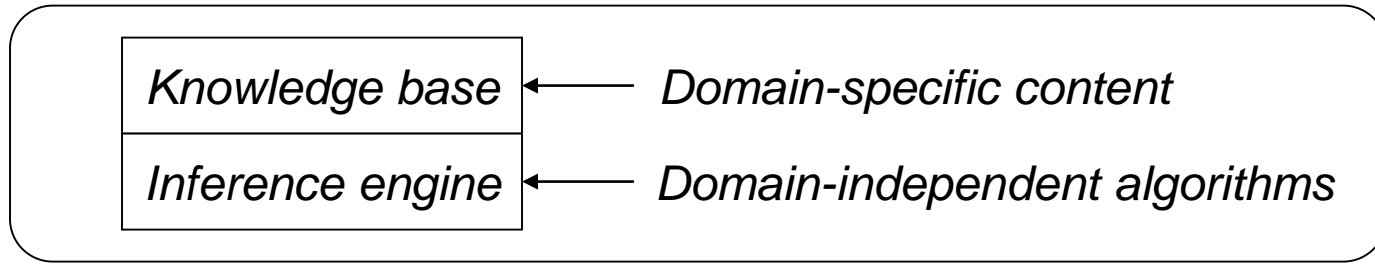 Knowledge base Domain-specific content
Inference engine Domain-independent algorithms